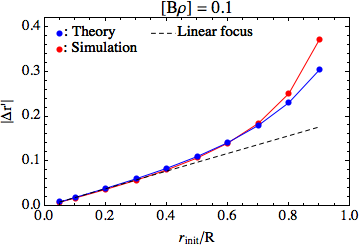 [Bρ] = 0.1
●: Theory --- Linear focus
●: Simulation
|Δr'|
0.4
0.3
0.2
0.1
0.0
0.0 0.2 0.4 0.6 0.8 1.0
r_init/R